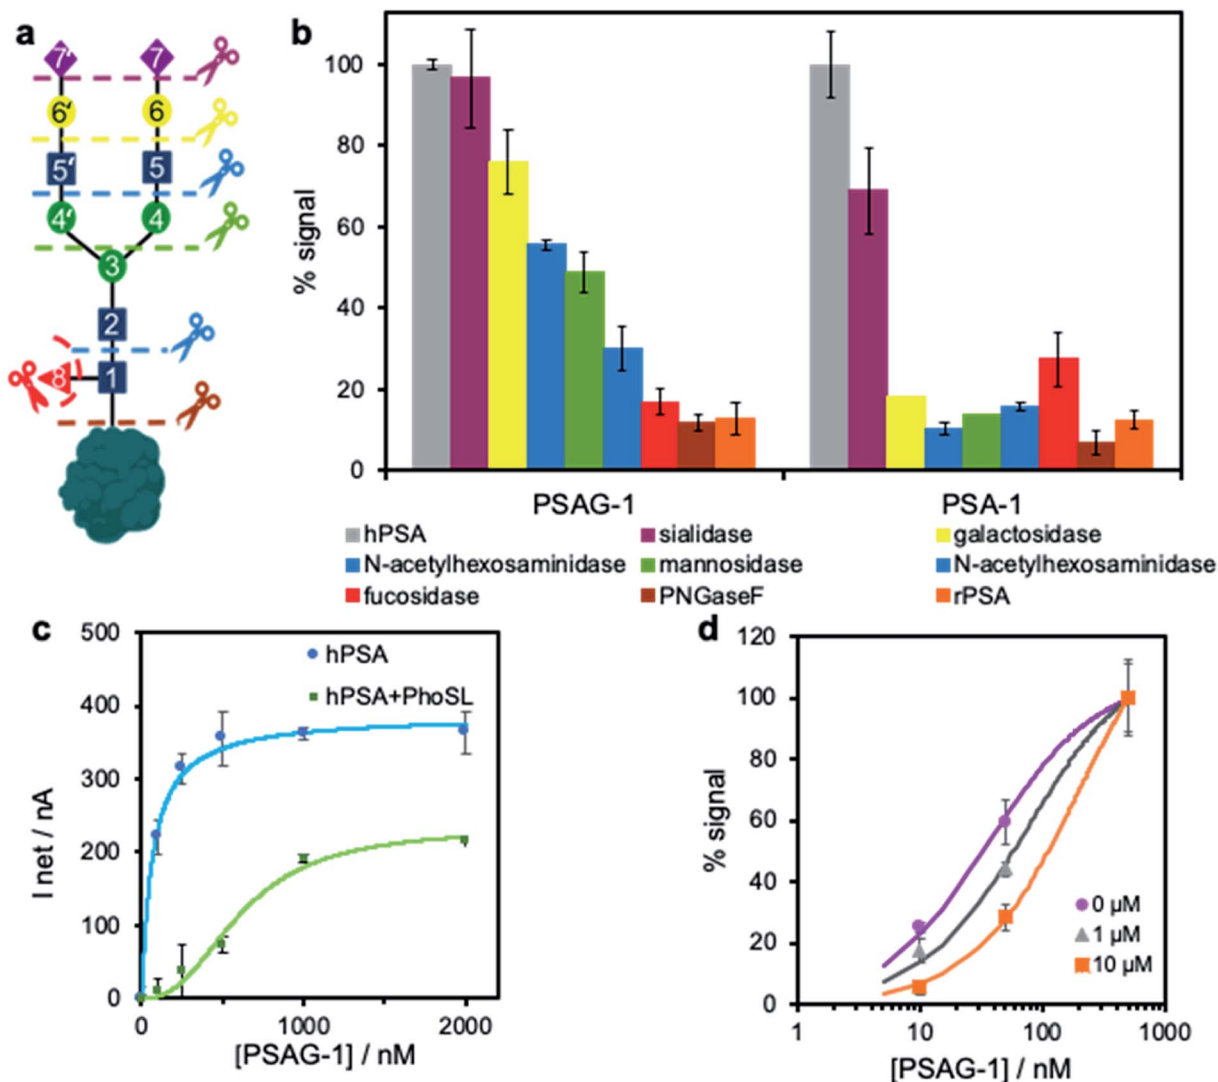 a
7' 7
6' 6
5' 5
4' 4
3
2
8 1
b
% signal
100
80
60
40
20
0
PSAG-1 PSA-1
hPSA sialidase galactosidase
N-acetylhexosaminidase mannosidase N-acetylhexosaminidase
fucosidase PNGaseF rPSA
c
I net / nA
500
400
300
200
100
0
hPSA
hPSA+PhoSL
0 1000 2000
[PSAG-1] / nM
d
% signal
120
100
80
60
40
20
0
0 µM
1 µM
10 µM
1 10 100 1000
[PSAG-1] / nM